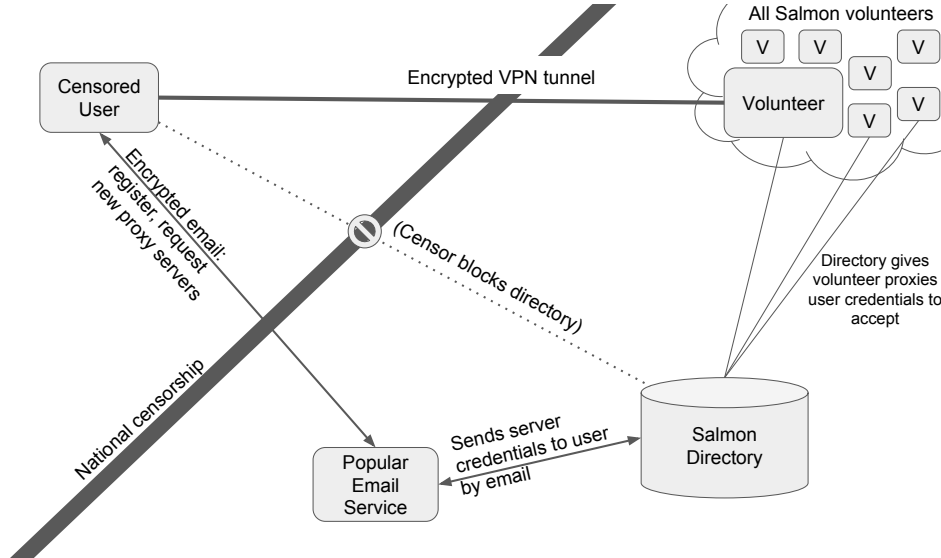 All Salmon volunteers
V
V
V
V
V
Volunteer
Encrypted VPN tunnel
Censored
User
Encrypted email:
register, request
new proxy servers
(Censor blocks directory)
Directory gives
volunteer proxies
user credentials to
accept
National censorship
Popular
Email
Service
Sends server
credentials to user
by email
Salmon
Directory